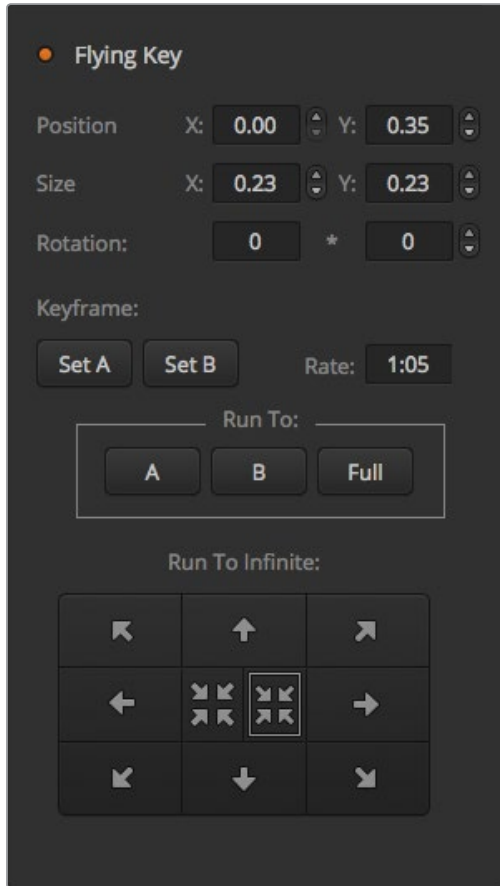 Flying Key
Position X: 0.00 Y: 0.35
Size X: 0.23 Y: 0.23
Rotation: 0 * 0
Keyframe:
Set A Set B Rate: 1:05
Run To:
A B Full
Run To Infinite: